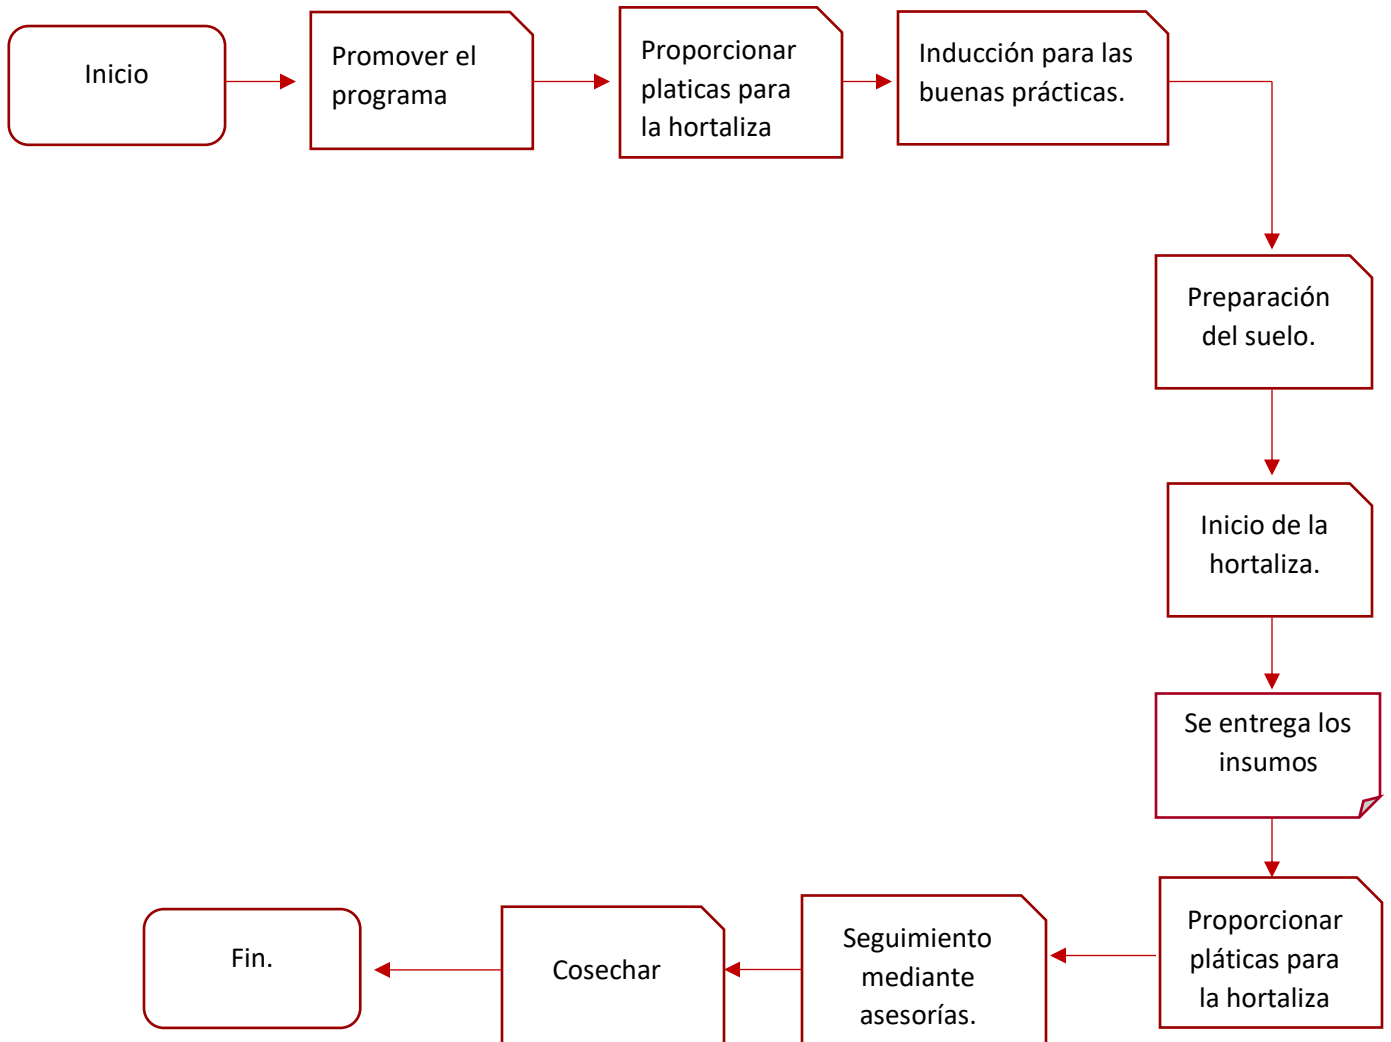 Inicio
Promover el
programa
Proporcionar
platicas para
la hortaliza
Inducción para las
buenas prácticas.
Preparación
del suelo.
Inicio de la
hortaliza.
Se entrega los
insumos
Proporcionar
pláticas para
la hortaliza
Seguimiento
mediante
asesorías.
Cosechar
Fin.